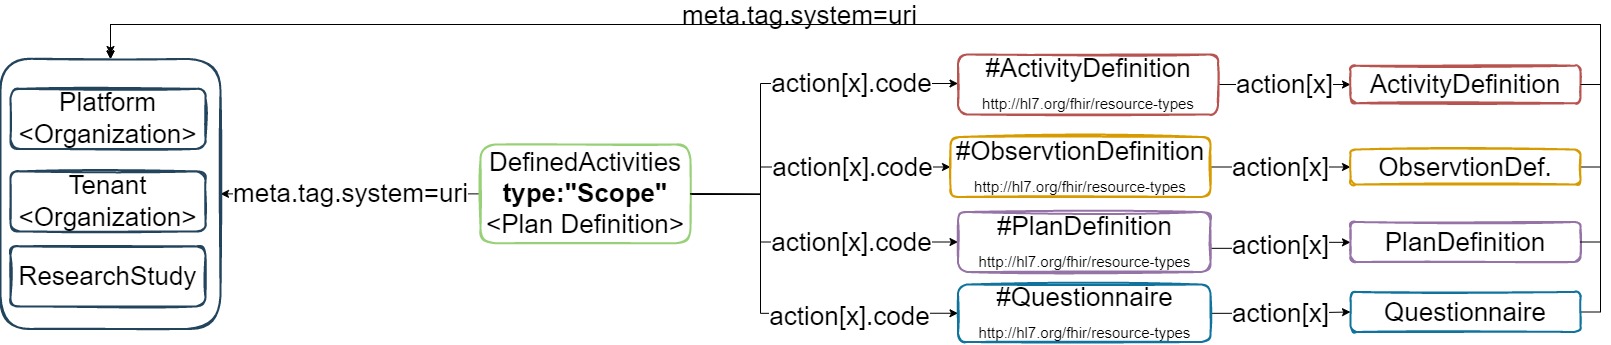 meta.tag.system=uri
Platform
<Organization>
Tenant
<Organization>
ResearchStudy
meta.tag.system=uri
DefinedActivities
type:"Scope"
<Plan Definition>
action[x].code
#ActivityDefinition
http://hl7.org/fhir/resource-types
action[x]
ActivityDefinition
action[x].code
#ObservtionDefinition
http://hl7.org/fhir/resource-types
action[x]
ObservtionDef.
action[x].code
#PlanDefinition
http://hl7.org/fhir/resource-types
action[x]
PlanDefinition
action[x].code
#Questionnaire
http://hl7.org/fhir/resource-types
action[x]
Questionnaire